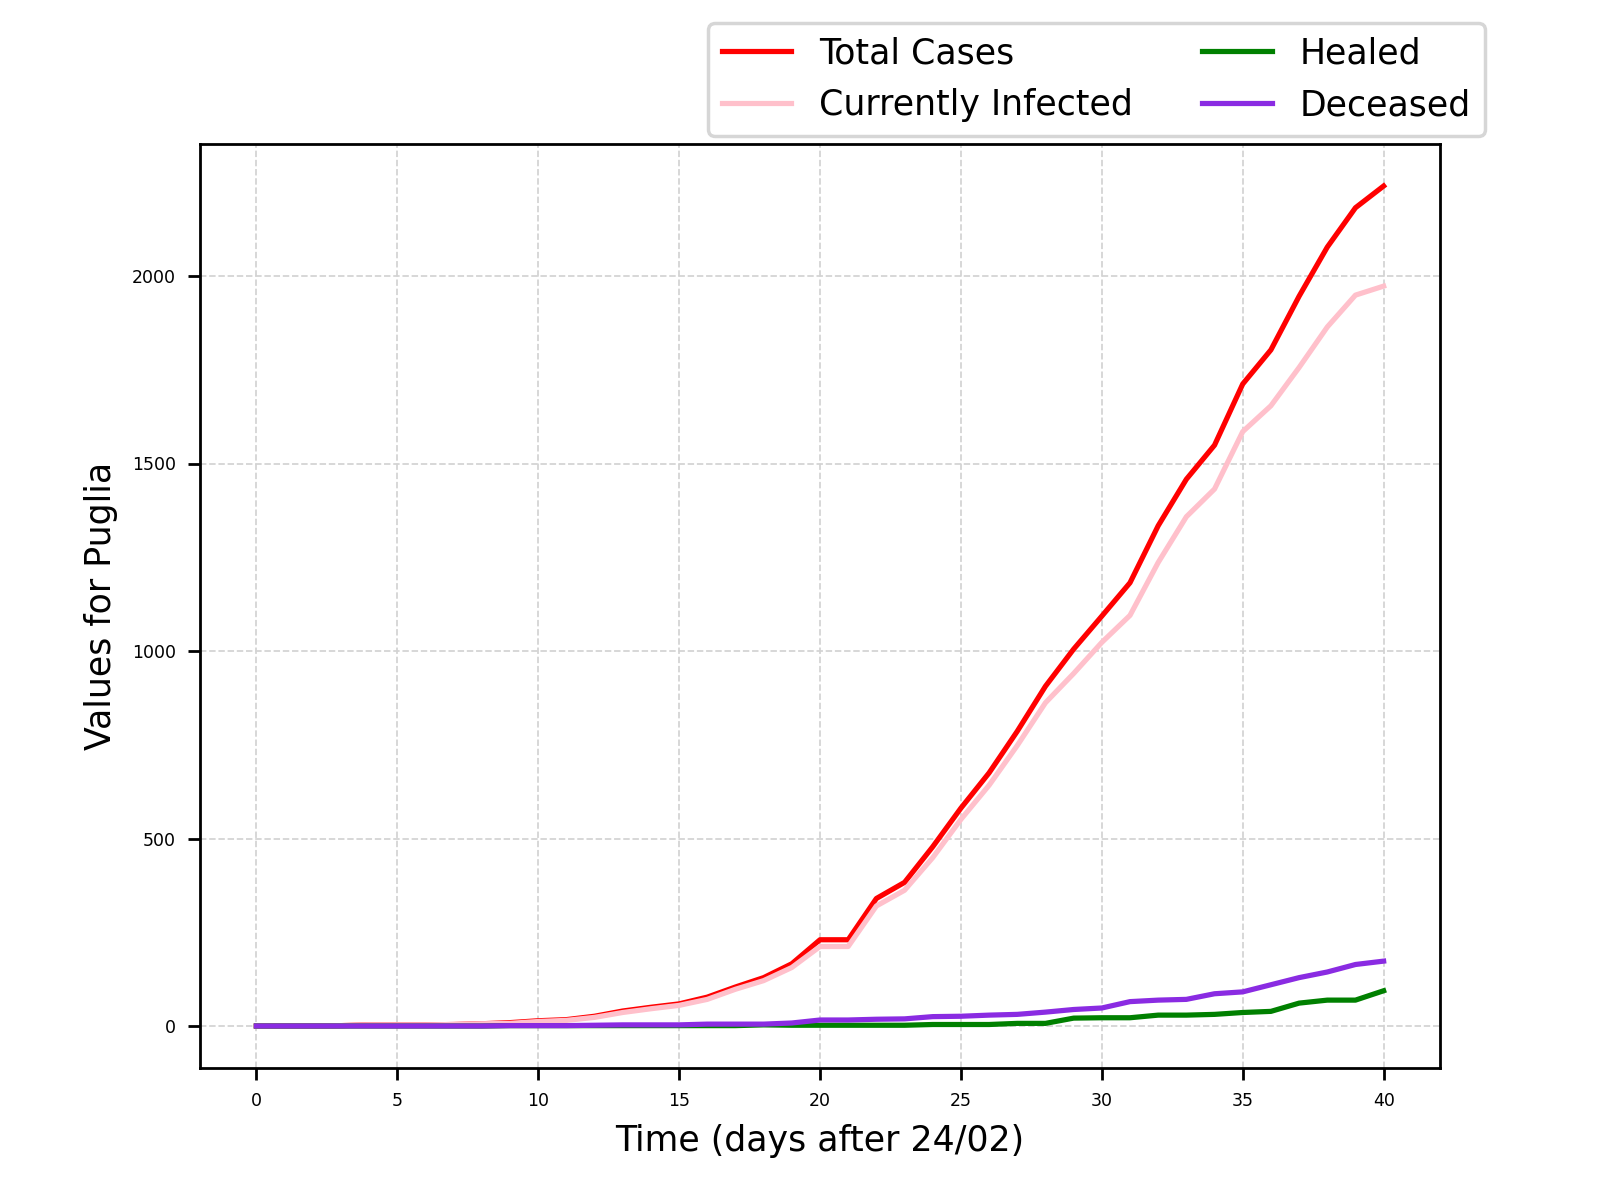 Total Cases
Currently Infected
Healed
Deceased
Values for Puglia
2000
1500
1000
500
0
0 5 10 15 20 25 30 35 40
Time (days after 24/02)